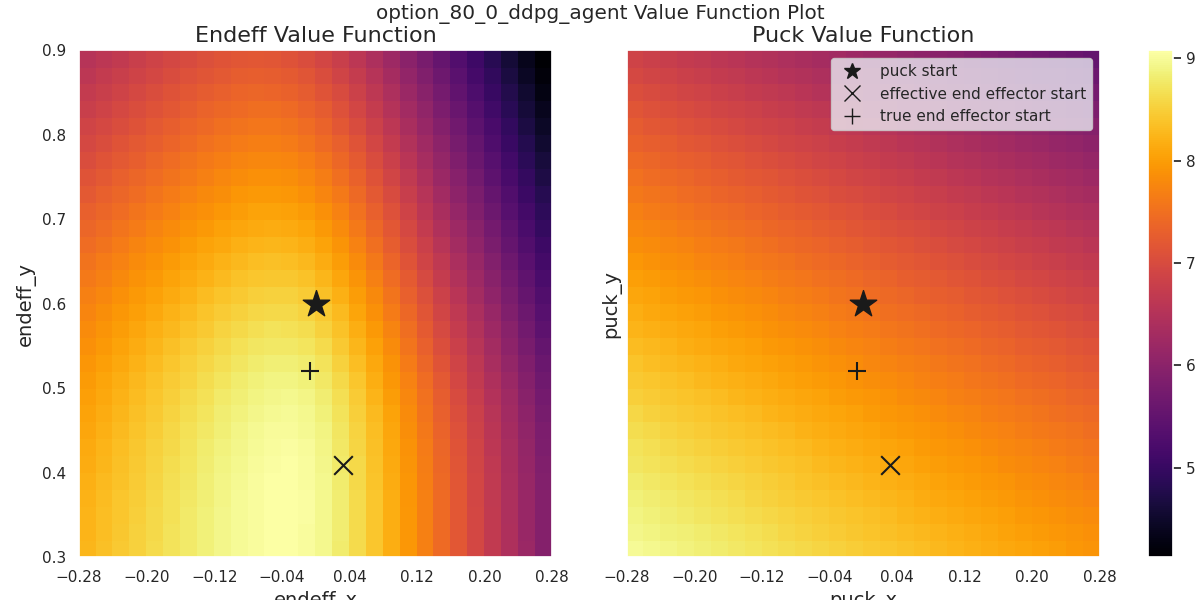 option_80_0_ddpg_agent Value Function Plot
Endeff Value Function
Puck Value Function
puck start
effective end effector start
true end effector start
endeff_y
0.9
0.8
0.7
0.6
0.5
0.4
0.3
−0.28 −0.20 −0.12 −0.04 0.04 0.12 0.20 0.28
endeff_x
puck_y
−0.28 −0.20 −0.12 −0.04 0.04 0.12 0.20 0.28
puck_x
9
8
7
6
5